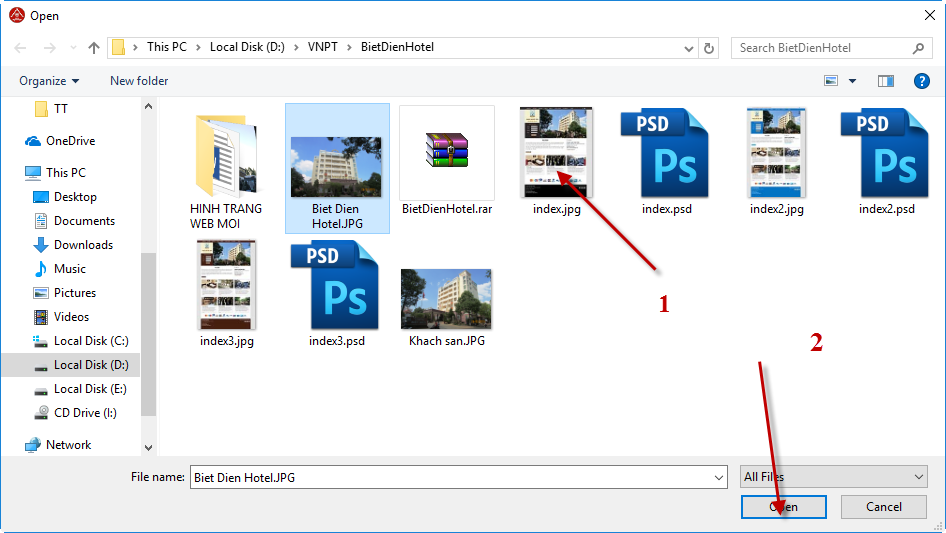 Open
This PC > Local Disk (D:) > VNPT > BietDienHotel
Search BietDienHotel
Organize
New folder
TT
OneDrive
This PC
Desktop
Documents
Downloads
Music
Pictures
Videos
Local Disk (C:)
Local Disk (D:)
Local Disk (E:)
CD Drive (I:)
Network
HINH TRANG
WEB MOI
Biet Dien
Hotel.JPG
BietDienHotel.rar
index.jpg
PSD
Ps
index.psd
index2.jpg
PSD
Ps
index2.psd
index3.jpg
PSD
Ps
index3.psd
Khach san.JPG
1
2
File name:
Biet Dien Hotel.JPG
All Files
Open
Cancel